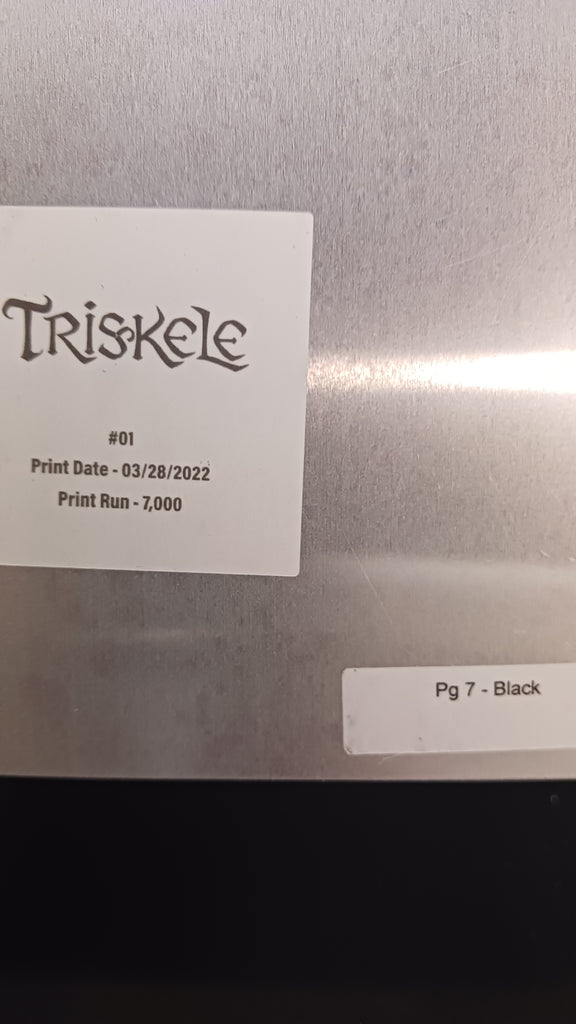 TRISKELE
#01
Print Date - 03/28/2022
Print Run - 7,000
Pg 7 - Black